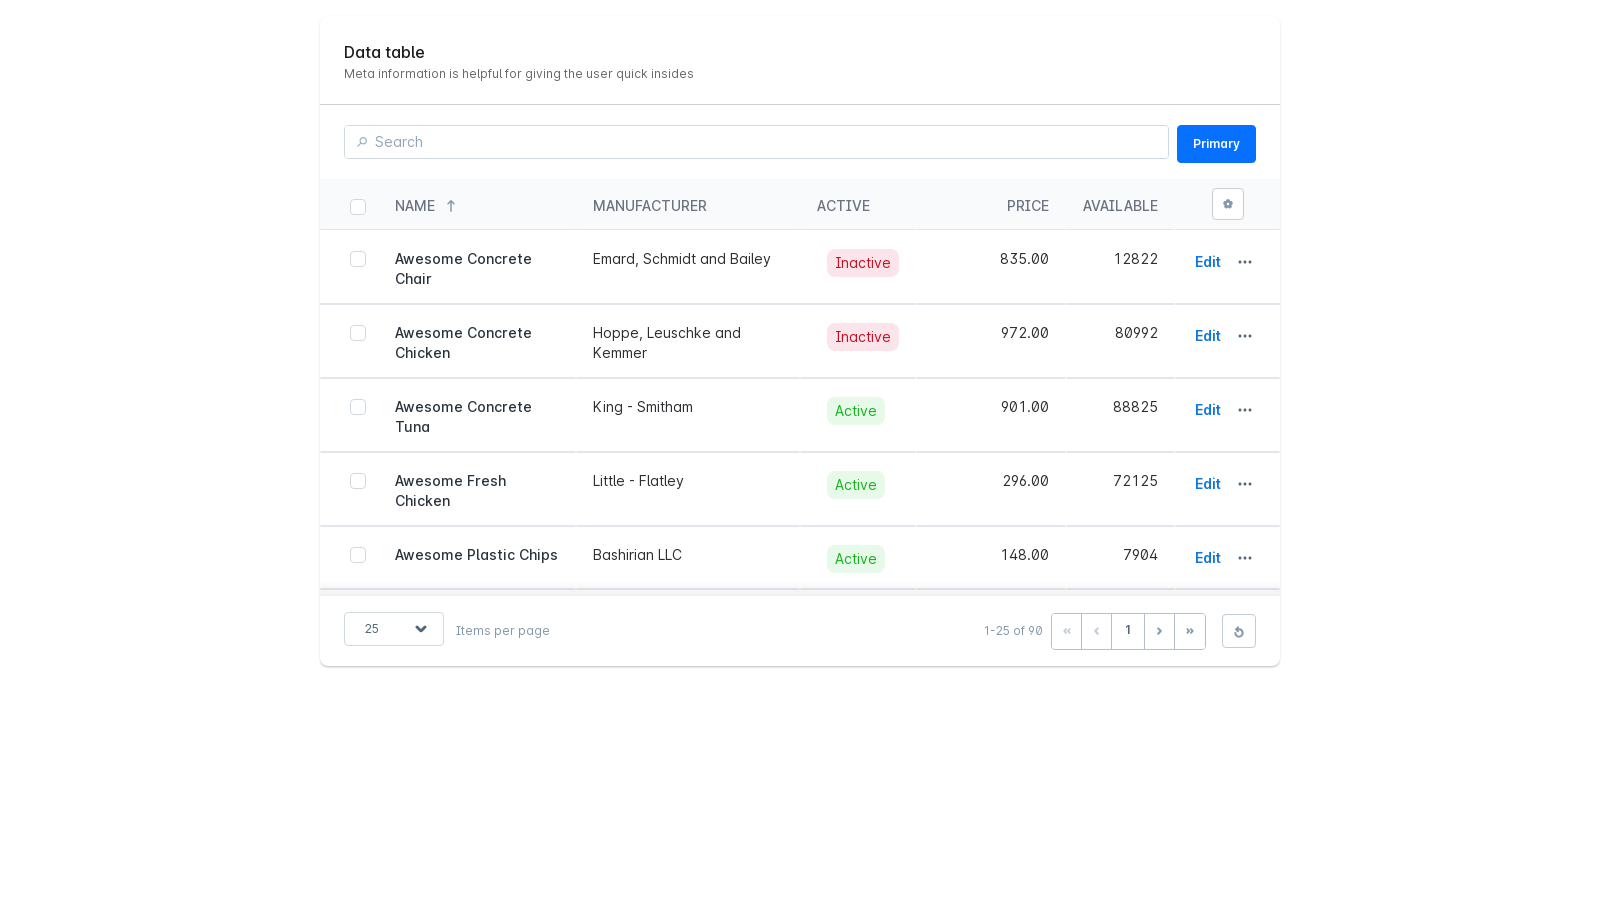 Data table
Meta information is helpful for giving the user quick insides
Search
Primary
NAME MANUFACTURER ACTIVE PRICE AVAILABLE
Awesome Concrete Chair Emard, Schmidt and Bailey Inactive 835.00 12822 Edit
Awesome Concrete Chicken Hoppe, Leuschke and Kemmer Inactive 972.00 80992 Edit
Awesome Concrete Tuna King - Smitham Active 901.00 88825 Edit
Awesome Fresh Chicken Little - Flatley Active 296.00 72125 Edit
Awesome Plastic Chips Bashirian LLC Active 148.00 7904 Edit
25 Items per page 1-25 of 90 « ‹ 1 › »